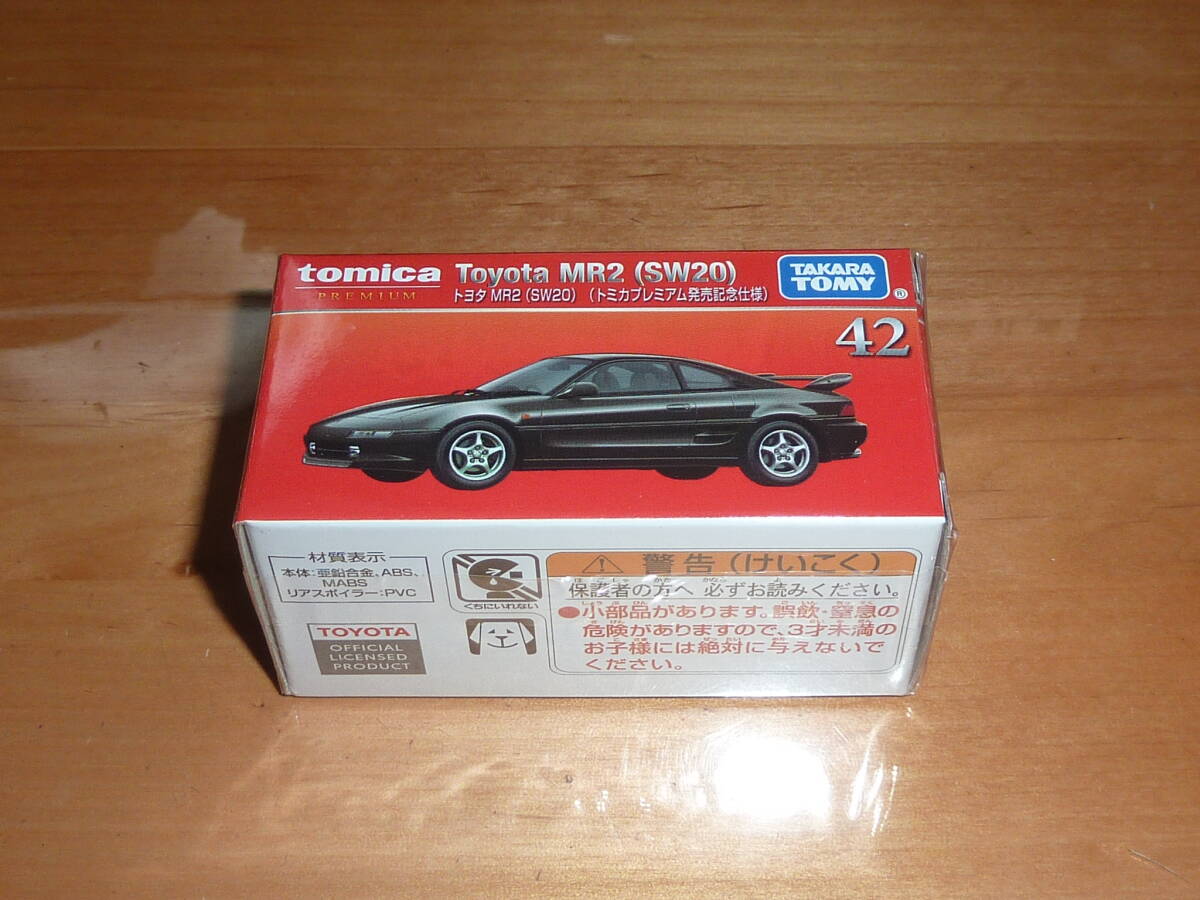 tomica
PREMIUM
Toyota MR2 (SW20)
トヨタ MR2 (SW20) (トミカプレミアム発売記念仕様)
TAKARA
TOMY
®
42
材質表示
本体:亜鉛合金、ABS、
MABS
リアスポイラー:PVC
くちにいれない
TOYOTA
OFFICIAL
LICENSED
PRODUCT
警告(けいこく)
保護者の方へ 必ずお読みください。
●小部品があります。誤飲・窒息の
危険がありますので、3才未満の
お子様には絶対に与えないで
ください。